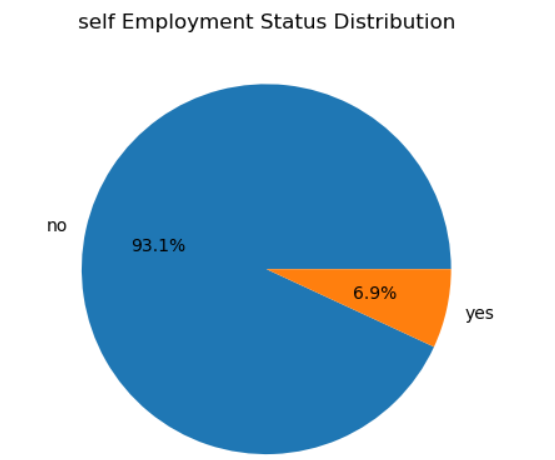 self Employment Status Distribution
no
93.1%
6.9%
yes